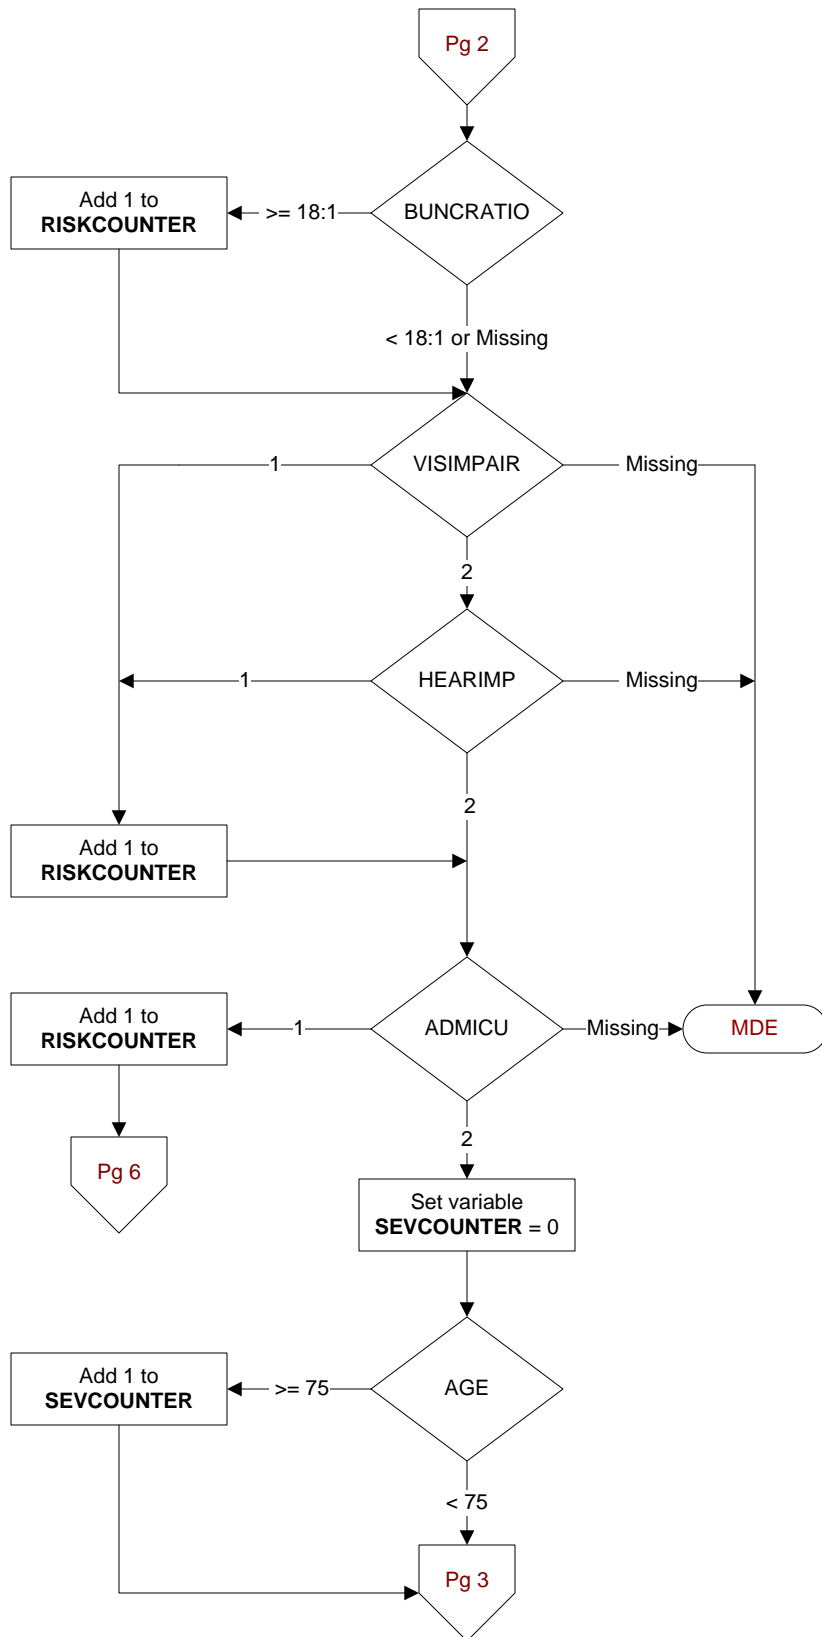 Pg 2
BUNCRATIO
>= 18:1
Add 1 to
RISKCOUNTER
< 18:1 or Missing
VISIMPAIR
1
Missing
2
HEARIMP
1
Missing
2
Add 1 to
RISKCOUNTER
ADMICU
1
Missing
MDE
Add 1 to
RISKCOUNTER
Pg 6
2
Set variable
SEVCOUNTER = 0
AGE
>= 75
Add 1 to
SEVCOUNTER
< 75
Pg 3